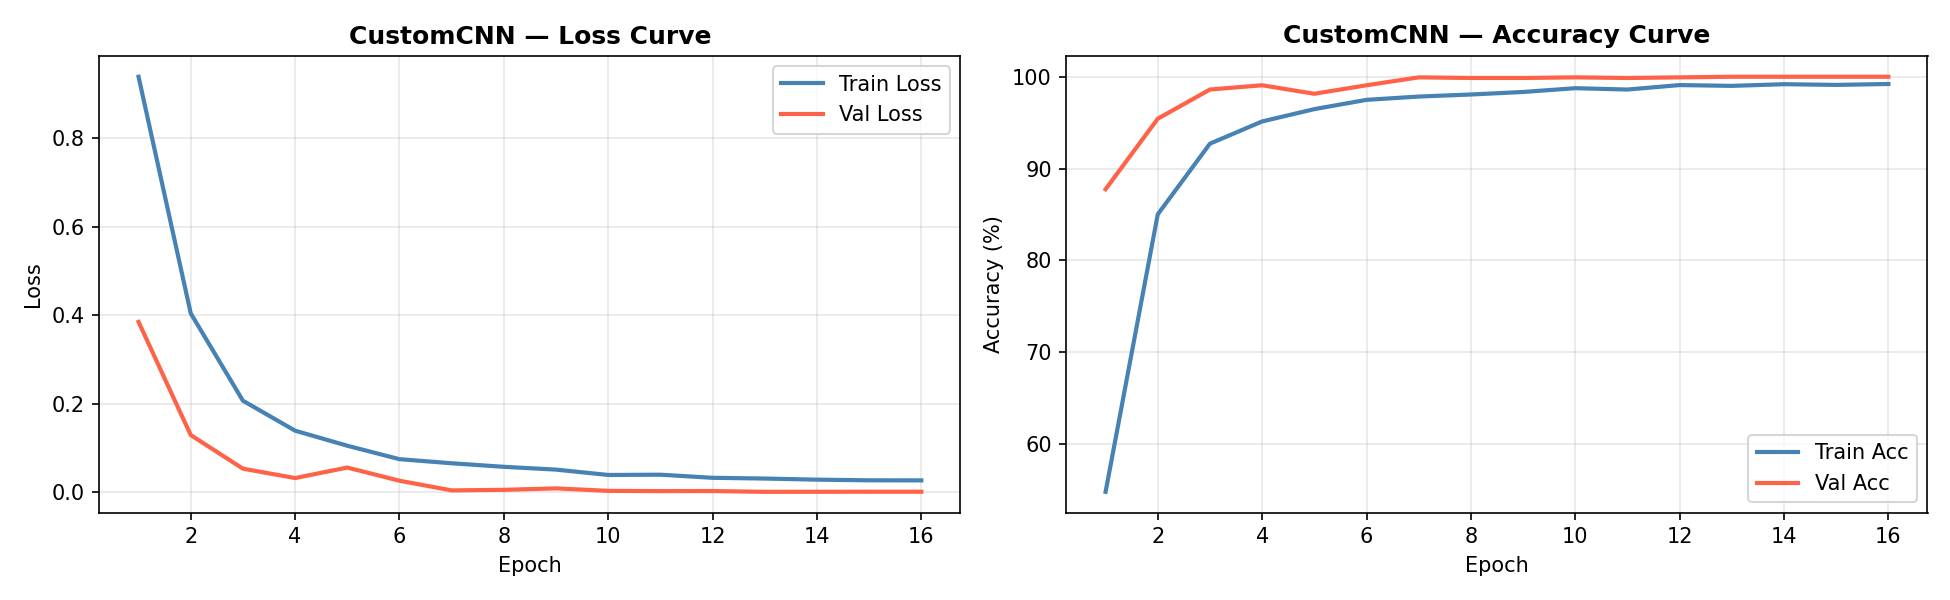 CustomCNN — Loss Curve
Train Loss
Val Loss
0.8
0.6
0.4
0.2
0.0
Loss
2 4 6 8 10 12 14 16
Epoch
CustomCNN — Accuracy Curve
100
90
80
70
60
Accuracy (%)
Train Acc
Val Acc
2 4 6 8 10 12 14 16
Epoch